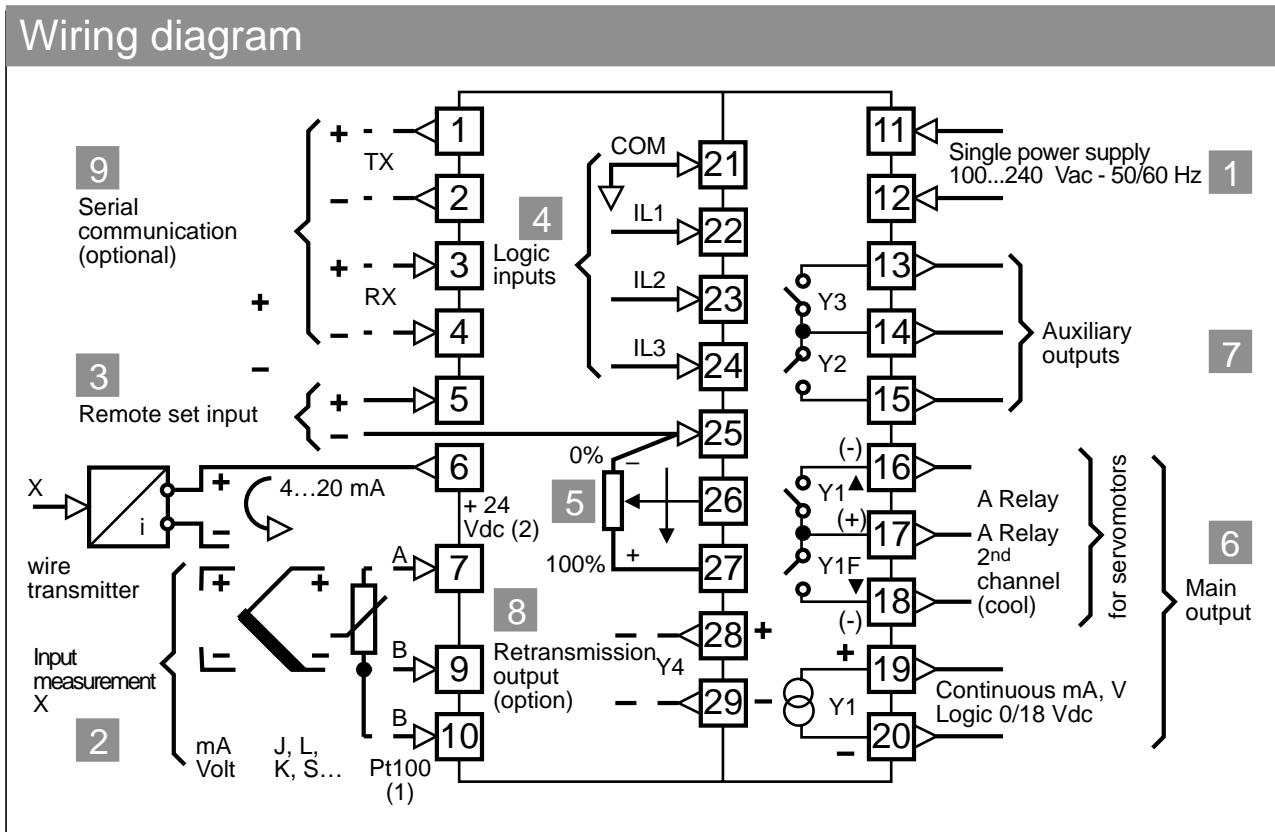 Wiring diagram
9
Serial
communication
(optional)
+
TX
–
+
RX
–
+
–
3
Remote set input
+
–
1
2
3
4
5
6
7
9
10
X
i
+
–
4…20 mA
+ 24
Vdc (2)
wire
transmitter
Input
measurement
X
2
+
–
mA
Volt
+
–
J, L,
K, S…
A
B
B
Pt100
(1)
4
Logic
inputs
COM
IL1
IL2
IL3
21
22
23
24
25
26
27
28
29
5
0%
–
100%
+
8
Retransmission
output
(option)
Y4
–
–
+
–
11
12
13
14
15
16
17
18
19
20
Single power supply
100...240 Vac - 50/60 Hz
1
Y3
Y2
Auxiliary
outputs
7
(-)
Y1▲
(+)
Y1F
▼
(-)
A Relay
A Relay
2nd
channel
(cool)
for servomotors
6
Main
output
+
Y1
–
Continuous mA, V
Logic 0/18 Vdc